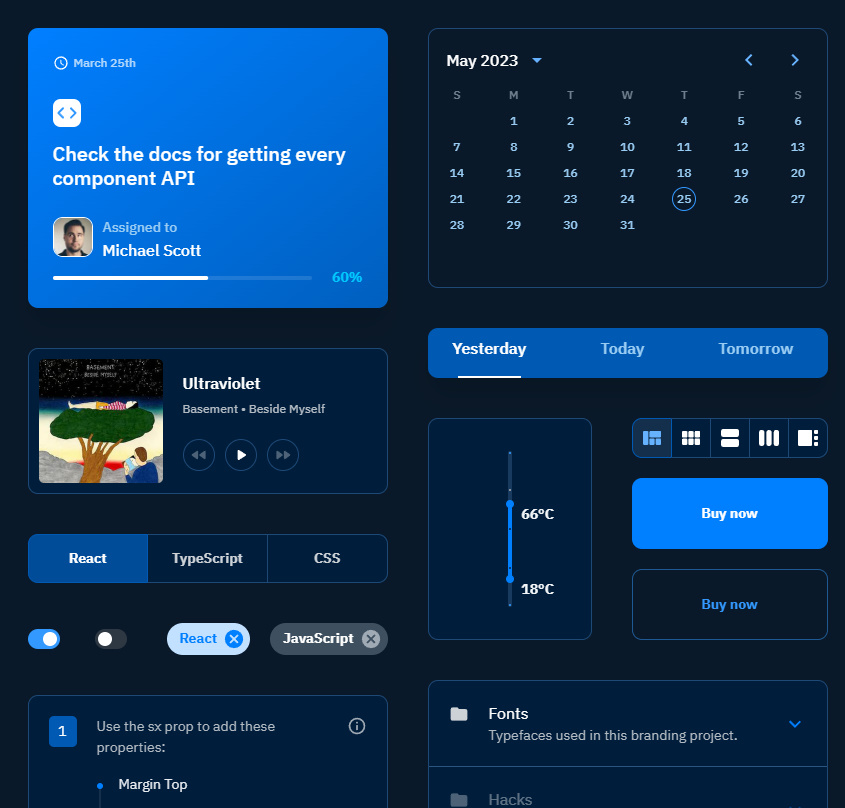 March 25th
Check the docs for getting every
component API
Assigned to
Michael Scott
60%
BASEMENT
BESIDE MYSELF
Ultraviolet
Basement • Beside Myself
React
TypeScript
CSS
React
JavaScript
1
Use the sx prop to add these
properties:
Margin Top
May 2023
S M T W T F S
1 2 3 4 5 6
7 8 9 10 11 12 13
14 15 16 17 18 19 20
21 22 23 24 25 26 27
28 29 30 31
Yesterday
Today
Tomorrow
66°C
18°C
Buy now
Buy now
Fonts
Typefaces used in this branding project.
Hacks